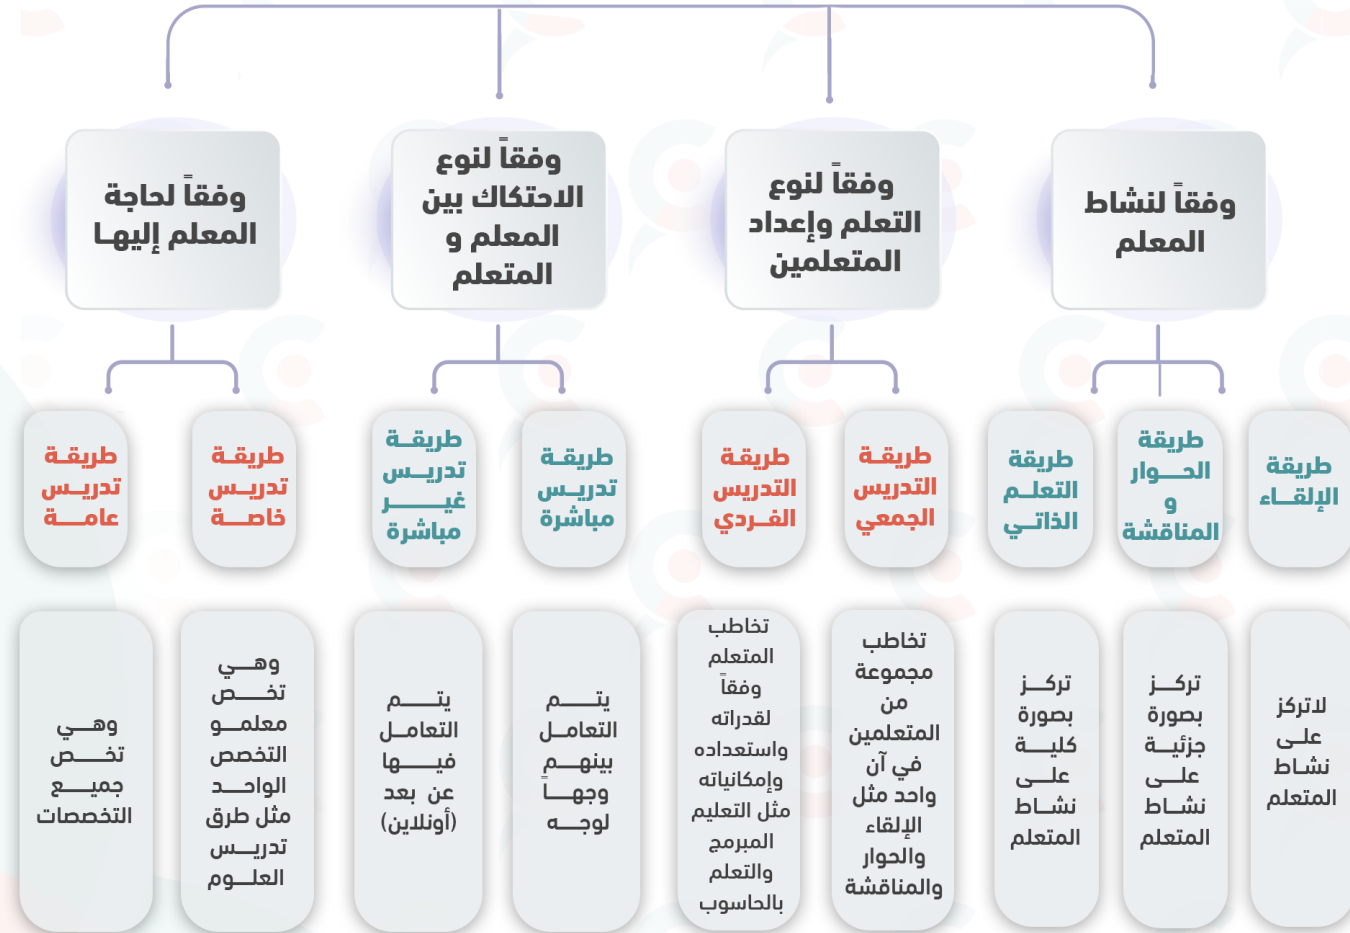 وفقاً لنشاط
المعلم
وفقاً لنوع
التعلم وإعداد
المتعلمين
وفقاً لنوع
الاحتكاك بين
المعلم و
المتعلم
وفقاً لحاجة
المعلم إليها
طريقة
الإلقاء
طريقة
الحوار
و
المناقشة
طريقة
التعلم
الذاتي
طريقة
التدريس
الجمعي
طريقة
التدريس
الفردي
طريقة
تدريس
مباشرة
طريقة
تدريس
غير
مباشرة
طريقة
تدريس
خاصة
طريقة
تدريس
عامة
لاتركز
على
نشاط
المتعلم
تركز
بصورة
جزئية
على
نشاط
المتعلم
تركز
بصورة
كلية
على
نشاط
المتعلم
تخاطب
مجموعة
من
المتعلمين
في آن
واحد مثل
الإلقاء
والحوار
والمناقشة
تخاطب
المتعلم
وفقاً
لقدراته
واستعداده
وإمكانياته
مثل التعليم
المبرمج
والتعلم
بالحاسوب
يتم
التعامل
بينهم
وجهاً
لوجه
يتم
التعامل
فيها
عن بعد
(أونلاين)
وهي
تخص
معلمو
التخصص
الواحد
مثل طرق
تدريس
العلوم
وهي
تخص
جميع
التخصصات